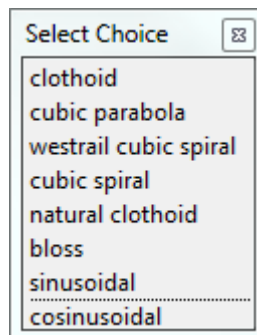 Select Choice
clothoid
cubic parabola
westrail cubic spiral
cubic spiral
natural clothoid
bloss
sinusoidal
cosinusoidal